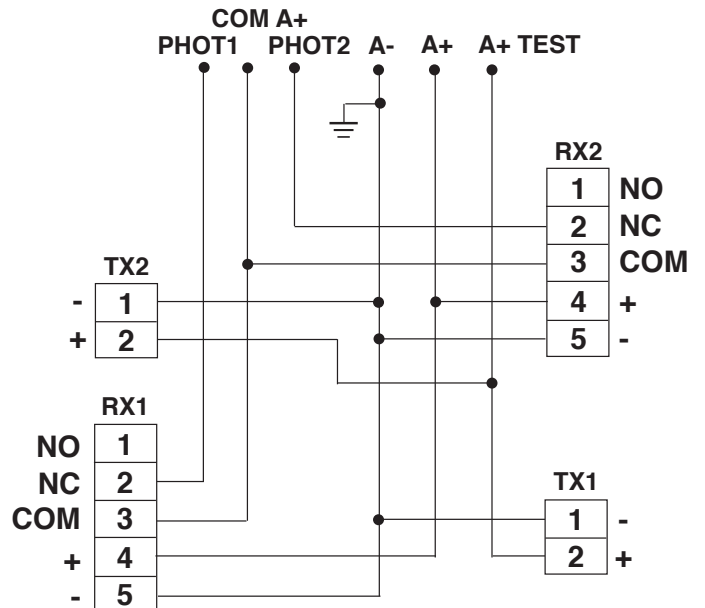 COM A+
PHOT1 PHOT2 A- A+ A+ TEST
RX2
1 NO
2 NC
3 COM
4 +
5 -
TX2
- 1
+ 2
RX1
NO 1
NC 2
COM 3
+ 4
- 5
TX1
1 -
2 +